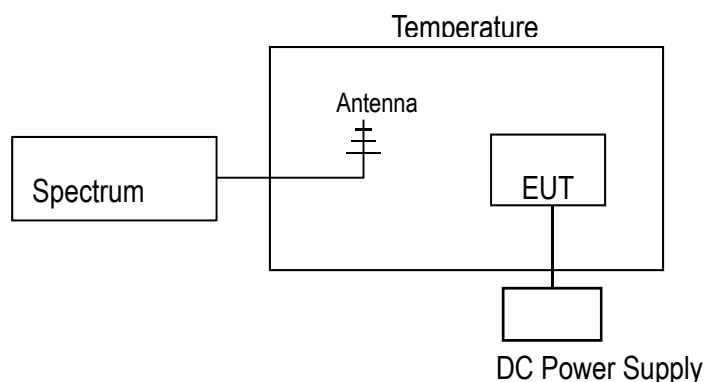 Temperature
Antenna
Spectrum
EUT
DC Power Supply